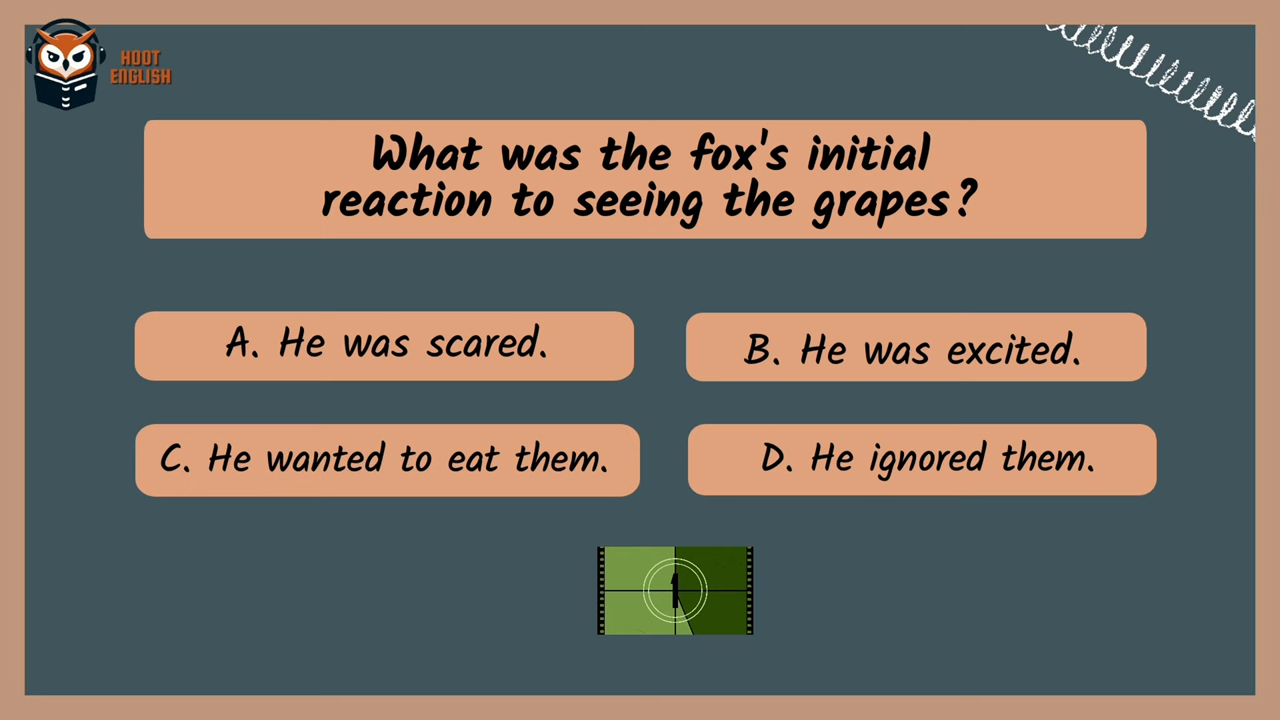 HOOT
ENGLISH
What was the fox's initial
reaction to seeing the grapes?
A. He was scared.
B. He was excited.
C. He wanted to eat them.
D. He ignored them.
1